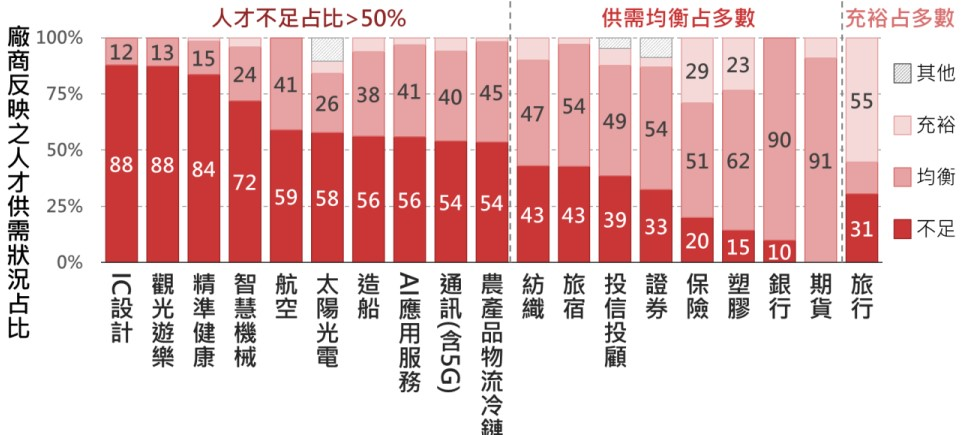 人才不足占比>50%
供需均衡占多數
充裕占多數
廠商反映之人才供需狀況占比
100%
75%
50%
25%
0%
12 13 15 24 41 26 38 41 40 45 47 54 49 54 29 51 23 62 90 91 55
88 88 84 72 59 58 56 56 54 54 43 43 39 33 20 15 10 31
IC設計
觀光遊樂
精準健康
智慧機械
航空
太陽光電
造船
AI應用服務
通訊(含5G)
農產品物流冷鏈
紡織
旅宿
投信投顧
證券
保險
塑膠
銀行
期貨
旅行
其他
充裕
均衡
不足